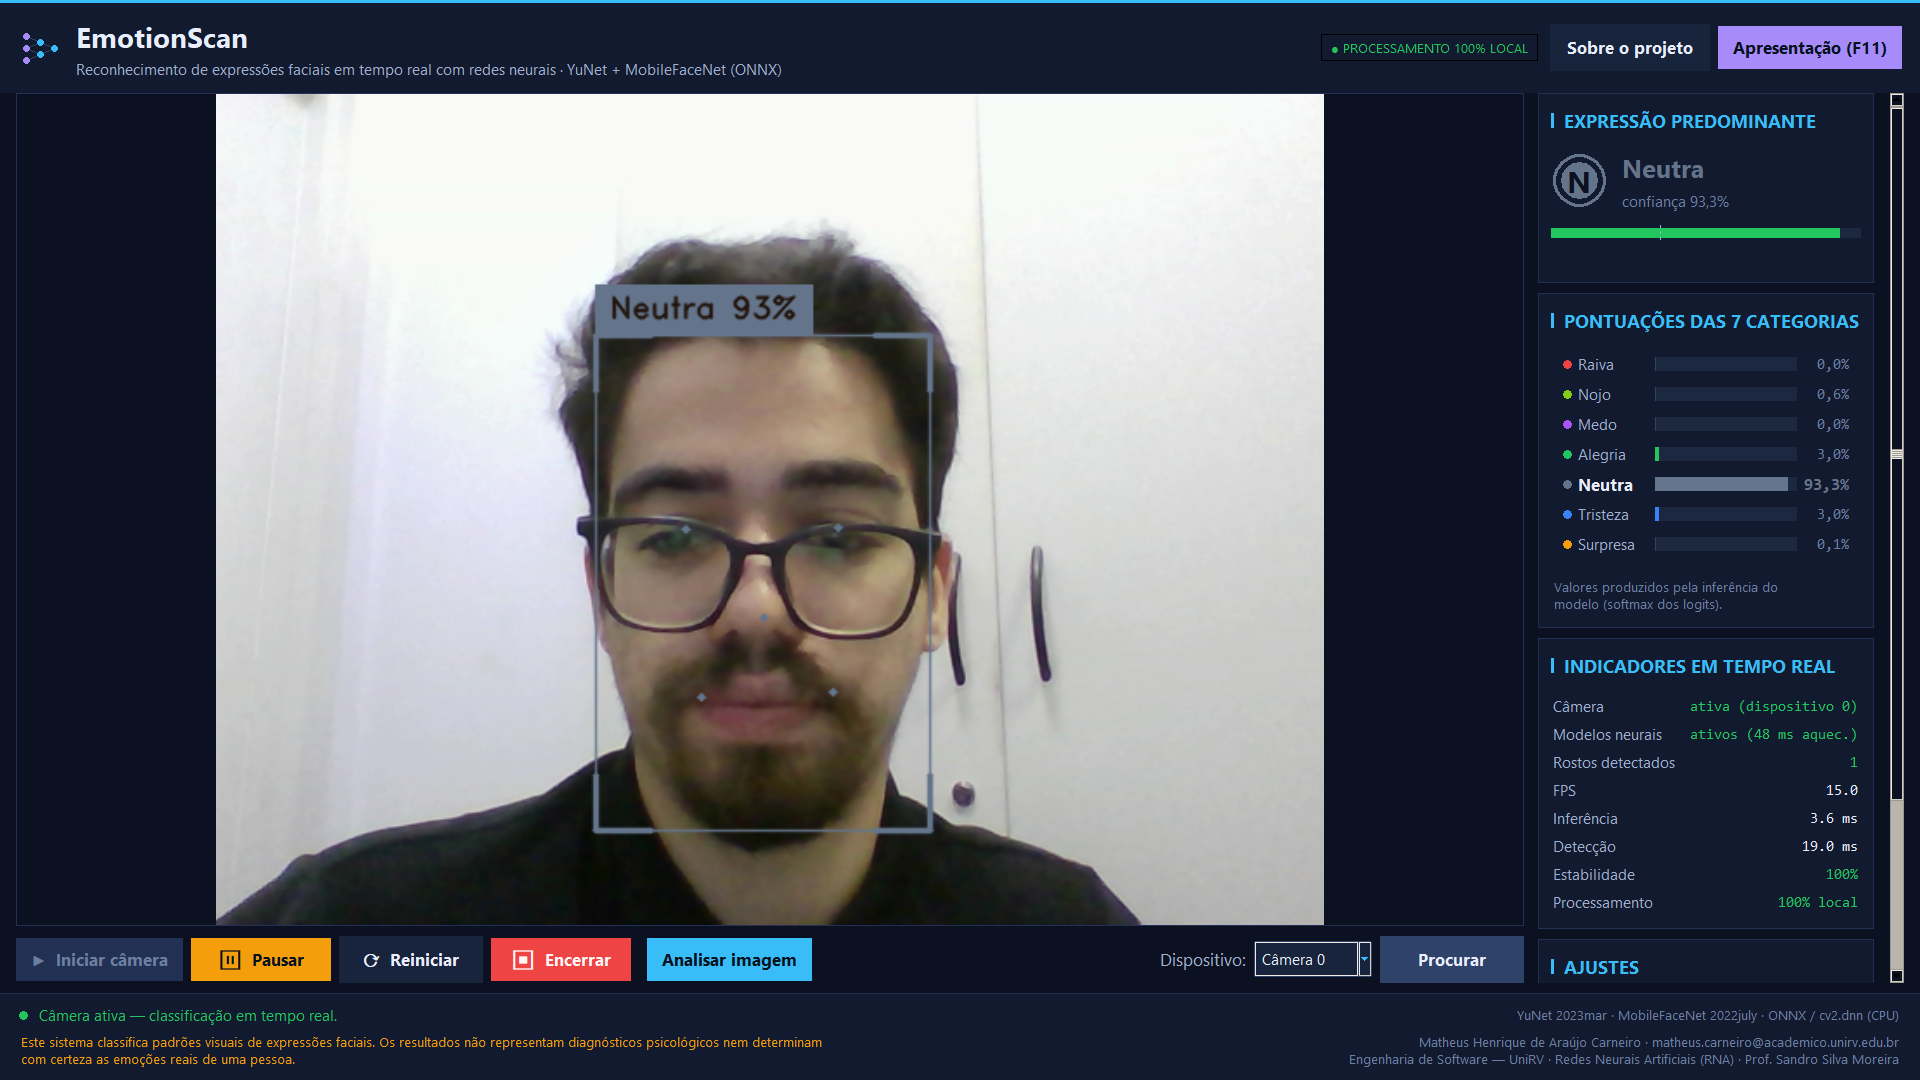 EmotionScan
Reconhecimento de expressões faciais em tempo real com redes neurais · YuNet + MobileFaceNet (ONNX)
● PROCESSAMENTO 100% LOCAL
Sobre o projeto
Apresentação (F11)
Neutra 93%
EXPRESSÃO PREDOMINANTE
N
Neutra
confiança 93,3%
PONTUAÇÕES DAS 7 CATEGORIAS
Raiva 0,0%
Nojo 0,6%
Medo 0,0%
Alegria 3,0%
Neutra 93,3%
Tristeza 3,0%
Surpresa 0,1%
Valores produzidos pela inferência do
modelo (softmax dos logits).
INDICADORES EM TEMPO REAL
Câmera ativa (dispositivo 0)
Modelos neurais ativos (48 ms aquec.)
Rostos detectados 1
FPS 15.0
Inferência 3.6 ms
Detecção 19.0 ms
Estabilidade 100%
Processamento 100% local
AJUSTES
Iniciar câmera
Pausar
Reiniciar
Encerrar
Analisar imagem
Dispositivo:
Câmera 0
Procurar
Câmera ativa — classificação em tempo real.
Este sistema classifica padrões visuais de expressões faciais. Os resultados não representam diagnósticos psicológicos nem determinam
com certeza as emoções reais de uma pessoa.
YuNet 2023mar · MobileFaceNet 2022july · ONNX / cv2.dnn (CPU)
Matheus Henrique de Araújo Carneiro · matheus.carneiro@academico.unirv.edu.br
Engenharia de Software — UniRV · Redes Neurais Artificiais (RNA) · Prof. Sandro Silva Moreira